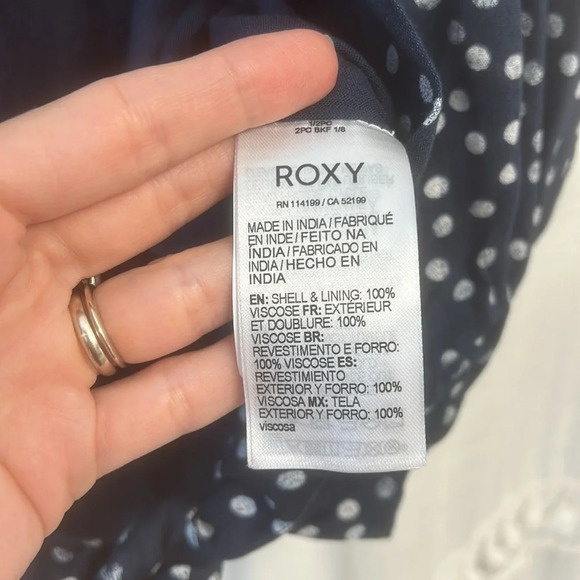 1/2PC
2PC BKF 1/8
ROXY
RN 114199 / CA 52199
MADE IN INDIA / FABRIQUÉ
EN INDE / FEITO NA
INDIA / FABRICADO EN
INDIA / HECHO EN
INDIA
EN: SHELL & LINING: 100%
VISCOSE FR: EXTÉRIEUR
ET DOUBLURE: 100%
VISCOSE BR:
REVESTIMENTO E FORRO:
100% VISCOSE ES:
REVESTIMIENTO
EXTERIOR Y FORRO: 100%
VISCOSA MX: TELA
EXTERIOR Y FORRO: 100%
viscosa